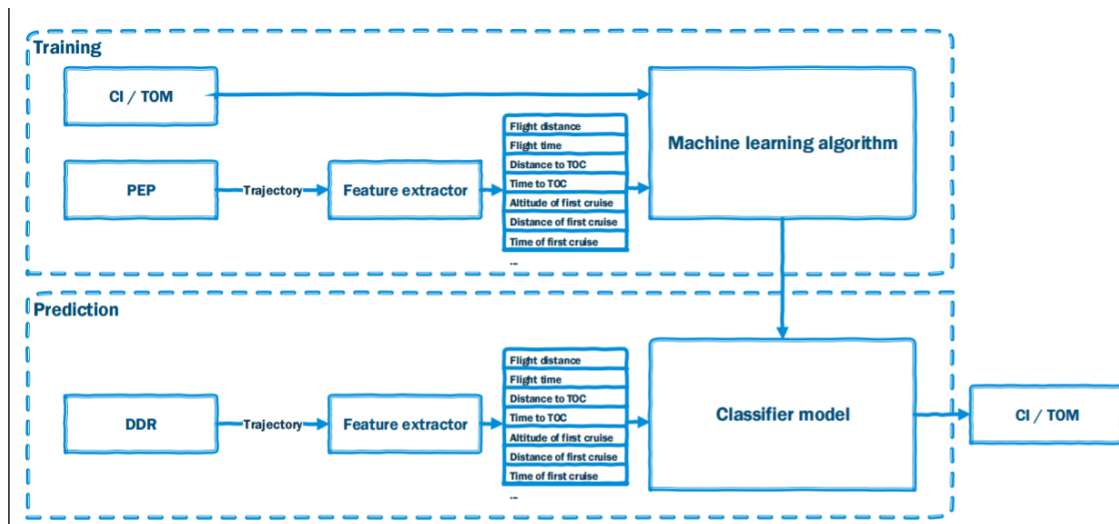 Training
CI / TOM
Machine learning algorithm
PEP
Trajectory
Feature extractor
Flight distance
Flight time
Distance to TOC
Time to TOC
Altitude of first cruise
Distance of first cruise
Time of first cruise
...
Prediction
DDR
Trajectory
Feature extractor
Flight distance
Flight time
Distance to TOC
Time to TOC
Altitude of first cruise
Distance of first cruise
Time of first cruise
...
Classifier model
CI / TOM